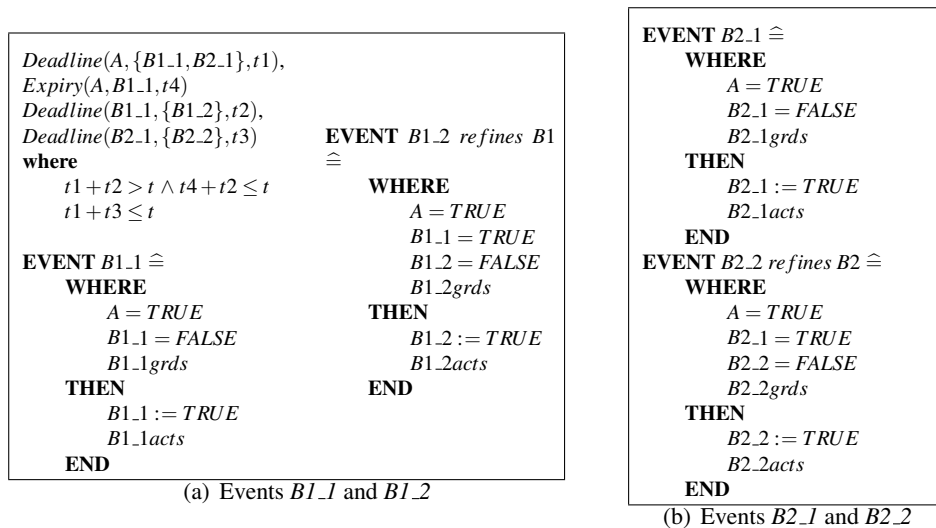 Deadline(A,{B1_1,B2_1},t1),
Expiry(A,B1_1,t4)
Deadline(B1_1,{B1_2},t2),
Deadline(B2_1,{B2_2},t3)
where
t1+t2 > t ∧ t4+t2 ≤ t
t1+t3 ≤ t
EVENT B1_1 ≙
WHERE
A = TRUE
B1_1 = FALSE
B1_1grds
THEN
B1_1 := TRUE
B1_1acts
END
EVENT B1_2 refines B1
≙
WHERE
A = TRUE
B1_1 = TRUE
B1_2 = FALSE
B1_2grds
THEN
B1_2 := TRUE
B1_2acts
END
(a) Events B1_1 and B1_2
EVENT B2_1 ≙
WHERE
A = TRUE
B2_1 = FALSE
B2_1grds
THEN
B2_1 := TRUE
B2_1acts
END
EVENT B2_2 refines B2 ≙
WHERE
A = TRUE
B2_1 = TRUE
B2_2 = FALSE
B2_2grds
THEN
B2_2 := TRUE
B2_2acts
END
(b) Events B2_1 and B2_2